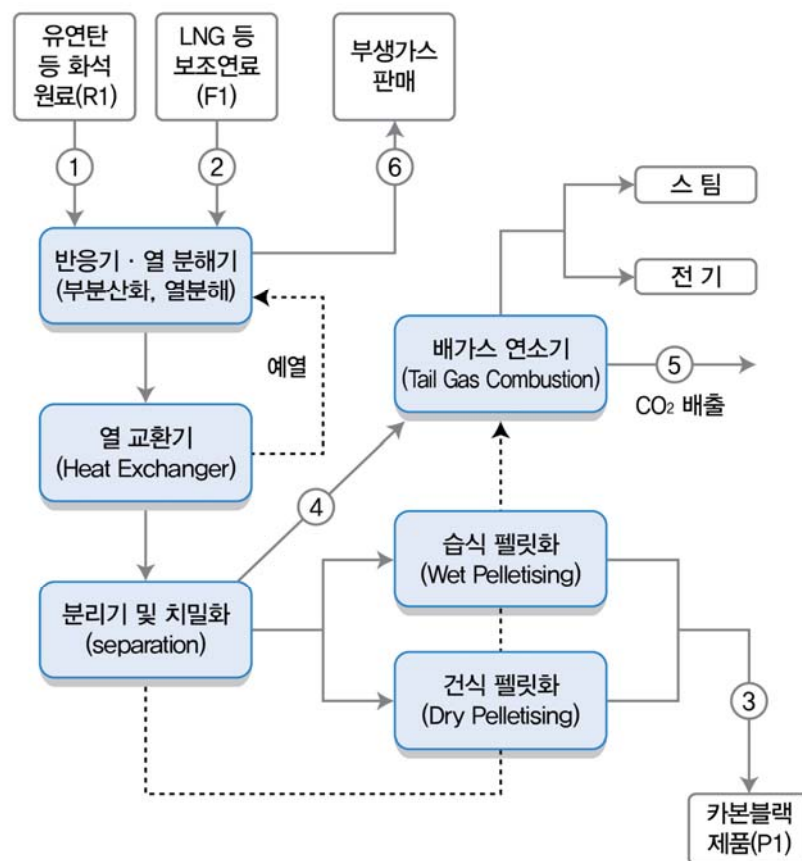 유연탄
등 화석
원료(R1)
LNG 등
보조연료
(F1)
부생가스
판매
1
2
6
스 팀
전 기
반응기 · 열 분해기
(부분산화, 열분해)
예열
배가스 연소기
(Tail Gas Combustion)
5
CO₂ 배출
열 교환기
(Heat Exchanger)
4
습식 펠릿화
(Wet Pelletising)
분리기 및 치밀화
(separation)
건식 펠릿화
(Dry Pelletising)
3
카본블랙
제품(P1)